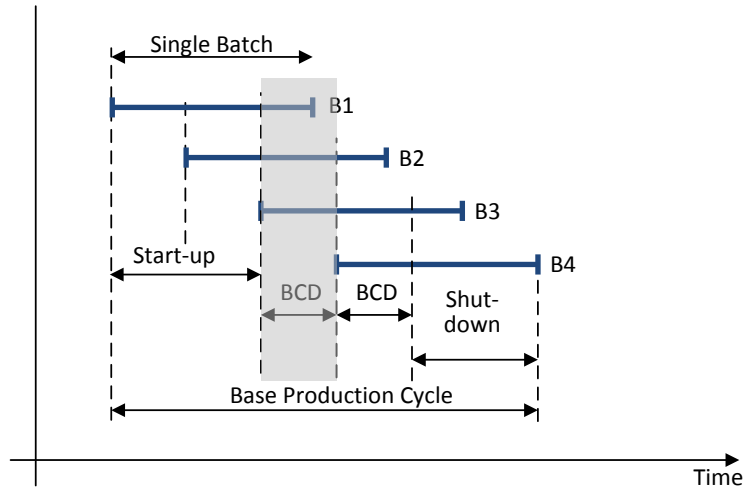 Single Batch
B1
B2
B3
Start-up
B4
BCD
BCD
Shut-
down
Base Production Cycle
Time